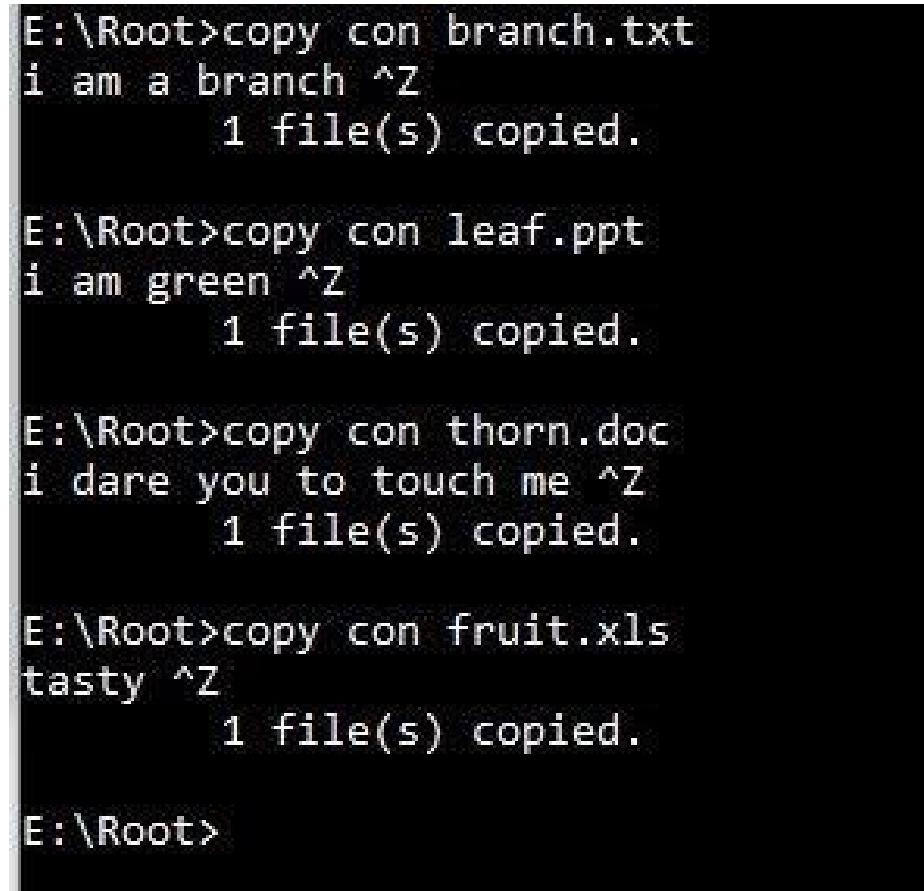 E:\Root>copy con branch.txt
i am a branch ^Z
1 file(s) copied.
E:\Root>copy con leaf.ppt
i am green ^Z
1 file(s) copied.
E:\Root>copy con thorn.doc
i dare you to touch me ^Z
1 file(s) copied.
E:\Root>copy con fruit.xls
tasty ^Z
1 file(s) copied.
E:\Root>